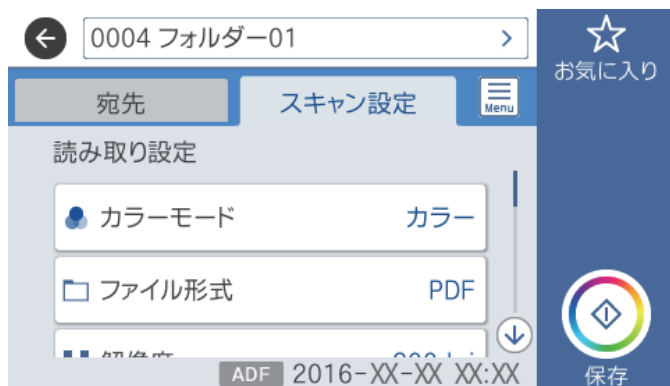 0004 フォルダー01
お気に入り
宛先
スキャン設定
Menu
読み取り設定
カラーモード カラー
ファイル形式 PDF
ADF 2016-XX-XX XX:XX
保存